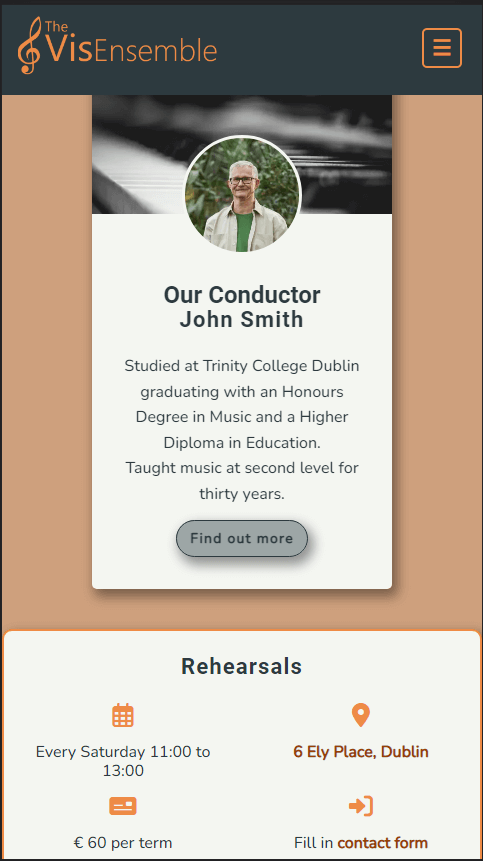 The
VisEnsemble
Our Conductor
John Smith
Studied at Trinity College Dublin
graduating with an Honours
Degree in Music and a Higher
Diploma in Education.
Taught music at second level for
thirty years.
Find out more
Rehearsals
Every Saturday 11:00 to
13:00
6 Ely Place, Dublin
€ 60 per term
Fill in contact form